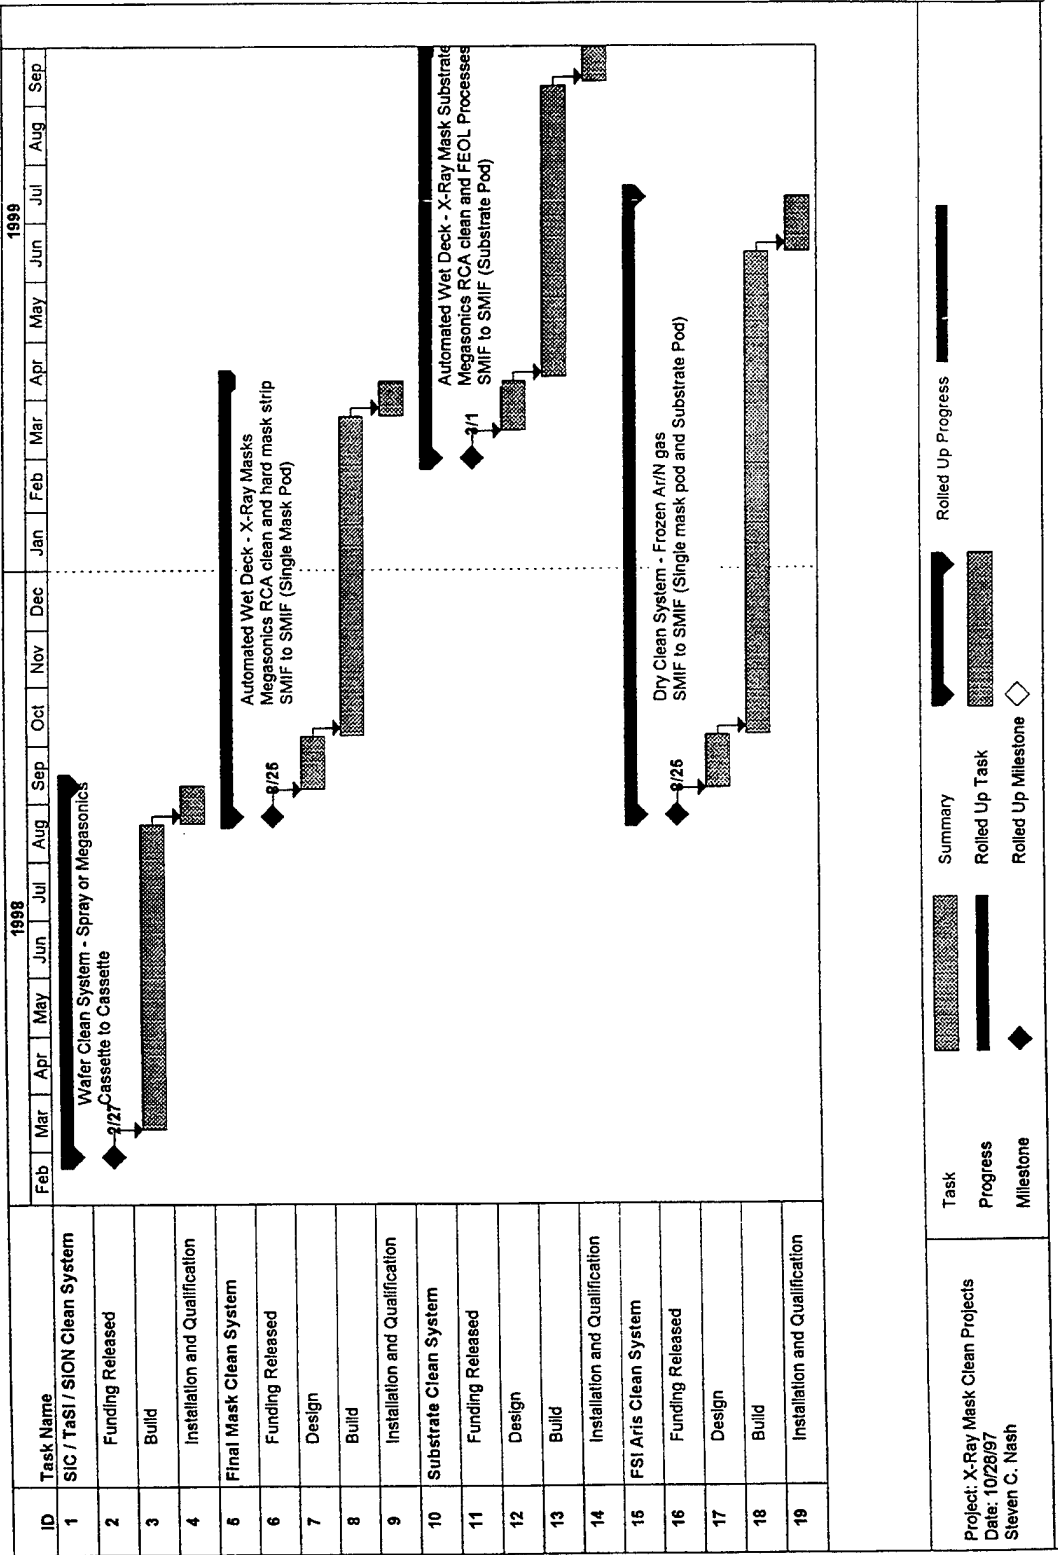 1998
1999
ID
Task Name
Feb
Mar
Apr
May
Jun
Jul
Aug
Sep
Oct
Nov
Dec
Jan
Feb
Mar
Apr
May
Jun
Jul
Aug
Sep
1
SiC / TaSi / SION Clean System
Wafer Clean System - Spray or Megasonics
Cassette to Cassette
2
Funding Released
2/27
3
Build
4
Installation and Qualification
5
Final Mask Clean System
Automated Wet Deck - X-Ray Masks
Megasonics RCA clean and hard mask strip
SMIF to SMIF (Single Mask Pod)
6
Funding Released
8/25
7
Design
8
Build
9
Installation and Qualification
10
Substrate Clean System
Automated Wet Deck - X-Ray Mask Substrate
Megasonics RCA clean and FEOL Processes
SMIF to SMIF (Substrate Pod)
11
Funding Released
3/1
12
Design
13
Build
14
Installation and Qualification
15
FSI Aris Clean System
Dry Clean System - Frozen Ar/N gas
SMIF to SMIF (Single mask pod and Substrate Pod)
16
Funding Released
8/25
17
Design
18
Build
19
Installation and Qualification
Project: X-Ray Mask Clean Projects
Date: 10/28/97
Steven C. Nash
Task
Progress
Milestone
Summary
Rolled Up Task
Rolled Up Milestone
Rolled Up Progress